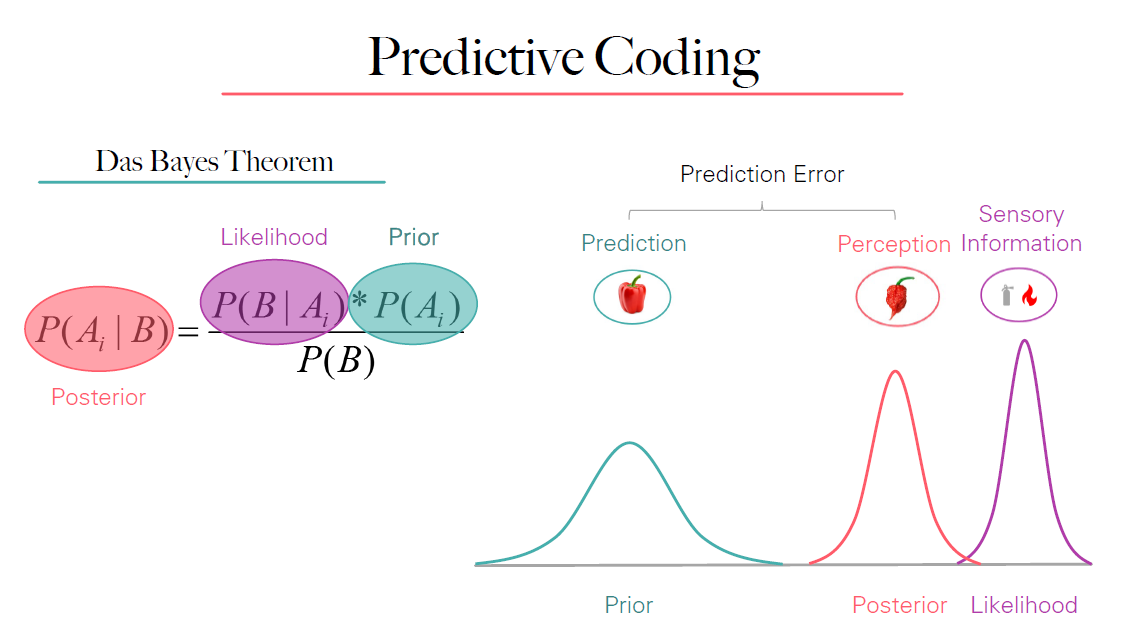 Predictive Coding
Das Bayes Theorem
Likelihood Prior
P(A_i | B) = P(B | A_i) * P(A_i)
P(B)
Posterior
Prediction Error
Prediction
Perception
Sensory
Information
Prior
Posterior
Likelihood